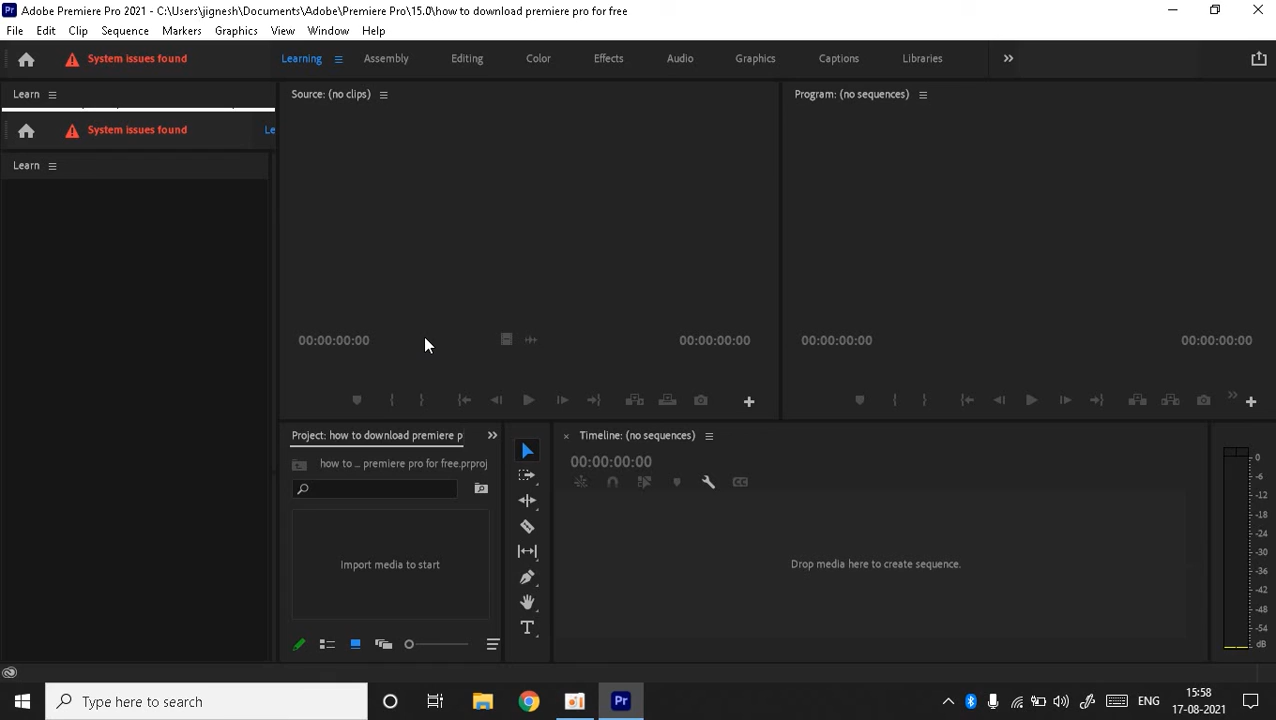 Pr Adobe Premiere Pro 2021 - C:\Users\jignesh\Documents\Adobe\Premiere Pro\15.0\how to download premiere pro for free
File Edit Clip Sequence Markers Graphics View Window Help
System issues found Learning Assembly Editing Color Effects Audio Graphics Captions Libraries
Learn Source: (no clips) Program: (no sequences)
System issues found Le
Learn
00:00:00:00 00:00:00:00 00:00:00:00 00:00:00:00
Project: how to download premiere p Timeline: (no sequences)
how to ... premiere pro for free.prproj 00:00:00:00
0
-6
-12
-18
-24
-30
-36
-42
-48
-54
dB
Import media to start Drop media here to create sequence.
Type here to search Pr ENG 15:58
17-08-2021